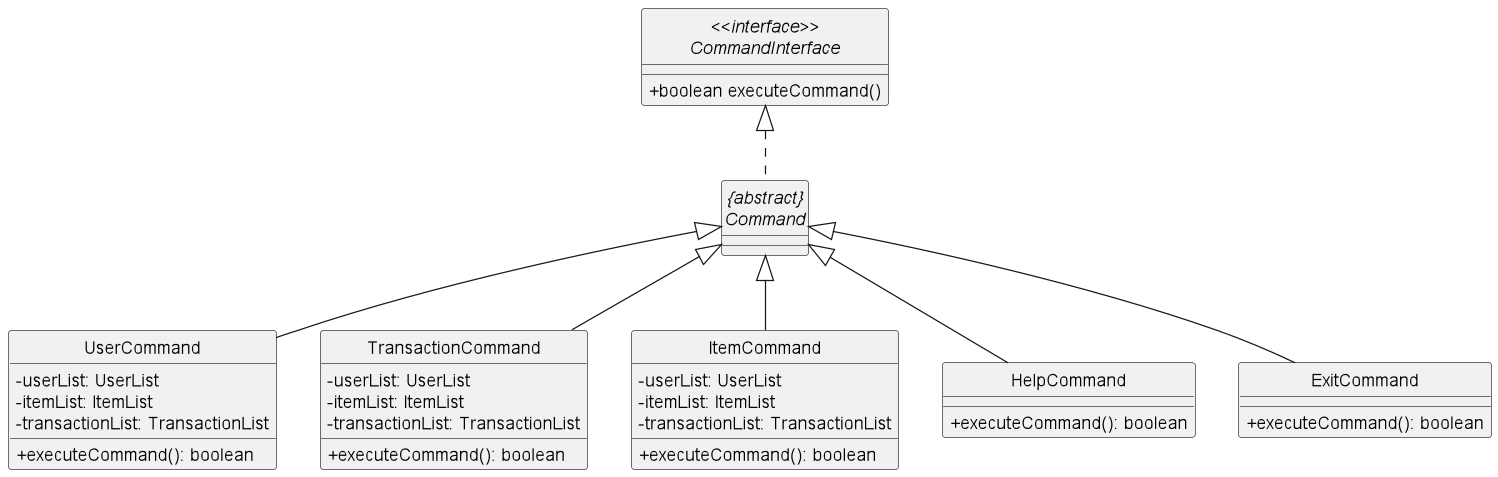 <<interface>>
CommandInterface
+boolean executeCommand()
{abstract}
Command
UserCommand
-userList: UserList
-itemList: ItemList
-transactionList: TransactionList
+executeCommand(): boolean
TransactionCommand
-userList: UserList
-itemList: ItemList
-transactionList: TransactionList
+executeCommand(): boolean
ItemCommand
-userList: UserList
-itemList: ItemList
-transactionList: TransactionList
+executeCommand(): boolean
HelpCommand
+executeCommand(): boolean
ExitCommand
+executeCommand(): boolean